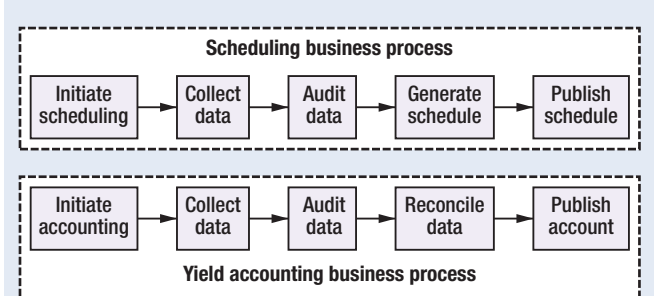 Scheduling business process
Initiate
scheduling
Collect
data
Audit
data
Generate
schedule
Publish
schedule
Initiate
accounting
Collect
data
Audit
data
Reconcile
data
Publish
account
Yield accounting business process